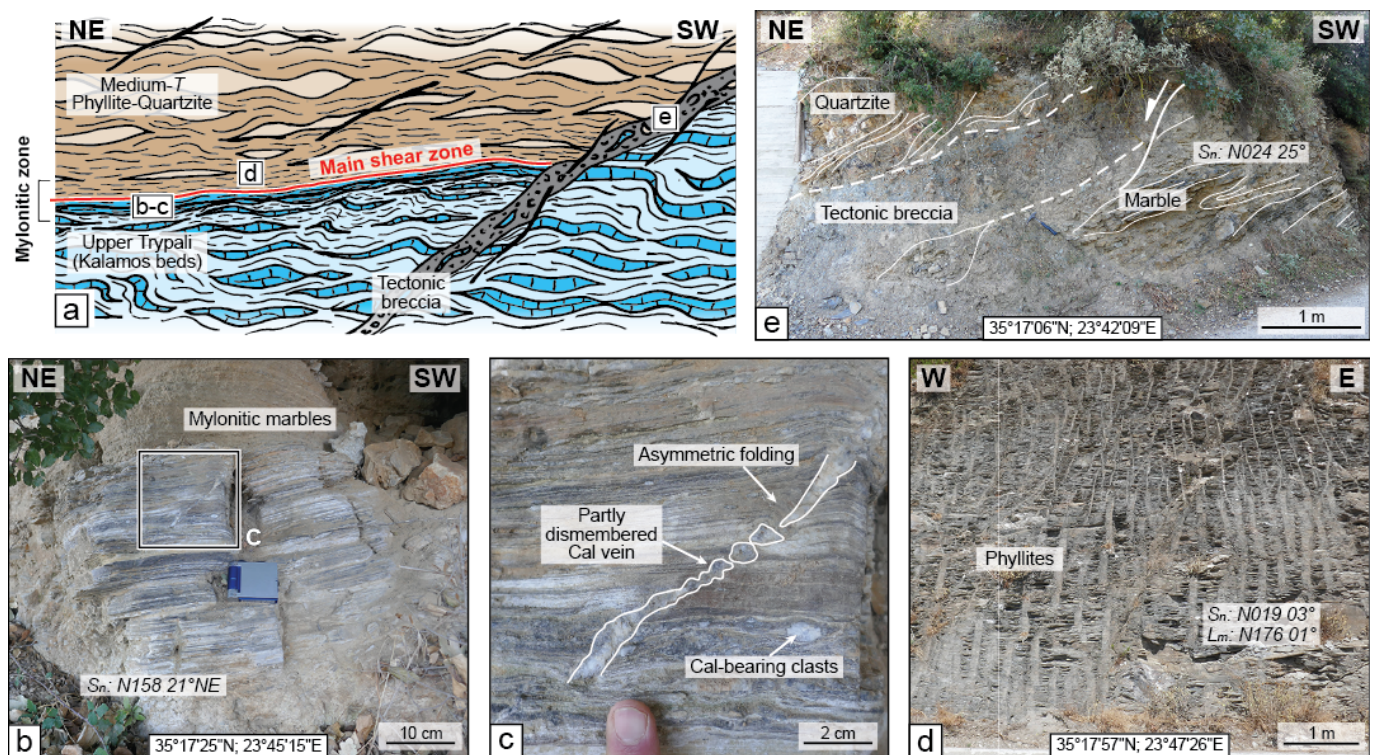 NE
SW
Medium-T
Phyllite-Quartzite
Mylonitic zone
Main shear zone
d
e
b-c
Upper Trypali
(Kalamos beds)
Tectonic
breccia
a
NE
SW
Quartzite
Sn: N024 25°
Tectonic breccia
Marble
e
35°17'06"N; 23°42'09"E
1 m
NE
SW
Mylonitic marbles
C
Sn: N158 21°NE
b
35°17'25"N; 23°45'15"E
10 cm
Asymmetric folding
Partly
dismembered
Cal vein
Cal-bearing clasts
c
2 cm
W
E
Phyllites
Sn: N019 03°
Lm: N176 01°
d
35°17'57"N; 23°47'26"E
1 m